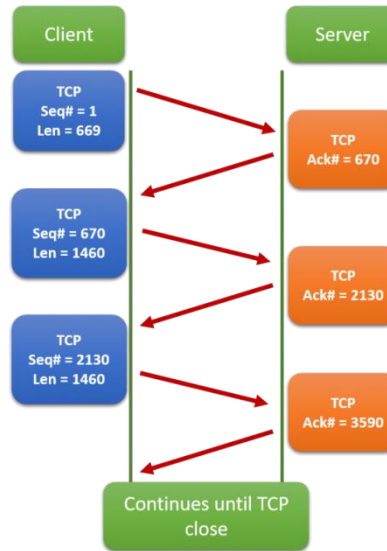 Client
Server
TCP
Seq# = 1
Len = 669
TCP
Ack# = 670
TCP
Seq# = 670
Len = 1460
TCP
Ack# = 2130
TCP
Seq# = 2130
Len = 1460
TCP
Ack# = 3590
Continues until TCP
close